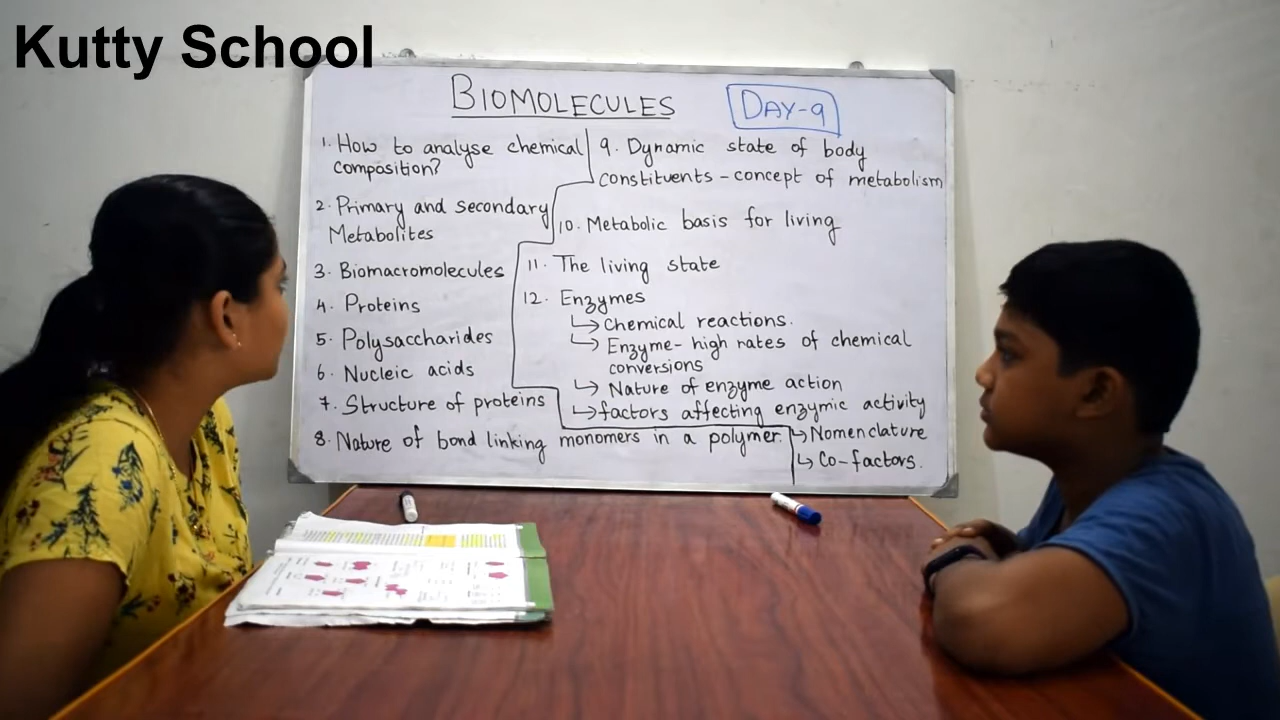 Kutty School
BIOMOLECULES
DAY-9
1. How to analyse chemical
composition?
2. Primary and secondary
Metabolites
3. Biomacromolecules
4. Proteins
5. Polysaccharides
6. Nucleic acids
7. Structure of proteins
8. Nature of bond linking monomers in a polymer.
9. Dynamic state of body
constituents - concept of metabolism
10. Metabolic basis for living
11. The living state
12. Enzymes
↳ Chemical reactions.
↳ Enzyme- high rates of chemical
conversions
↳ Nature of enzyme action
↳ factors affecting enzymic activity
↳ Nomenclature
↳ Co-factors.